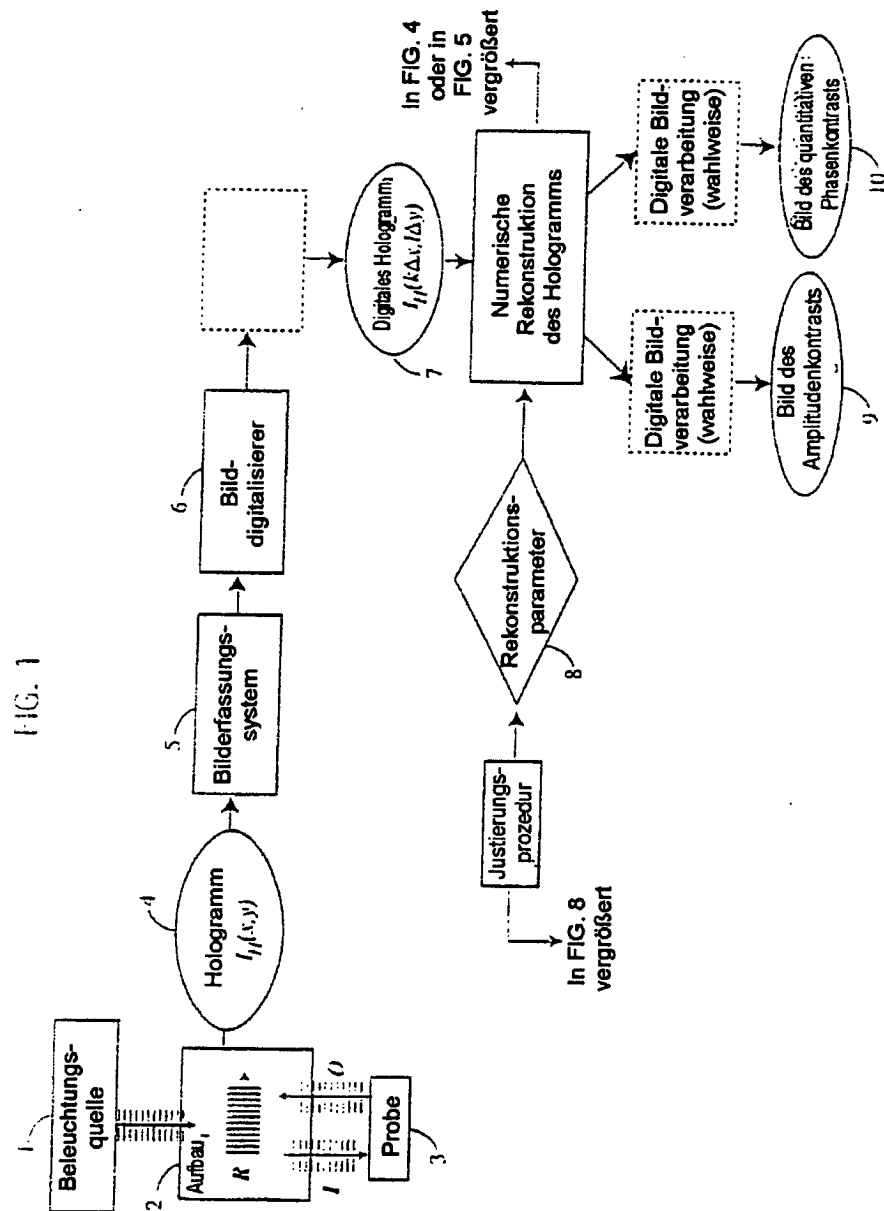 FIG. 1
1
Beleuchtungs-
quelle
2
Aufbau
R
I
O
Probe
3
4
Hologramm
I_H(x,y)
5
Bilderfassungs-
system
6
Bild-
digitalisierer
Digitales Hologramm
I_H(kΔx,lΔy)
7
In FIG. 8
vergrößert
Justierungs-
prozedur
Rekonstruktions-
parameter
8
Numerische
Rekonstruktion
des Hologramms
In FIG. 4
oder in
FIG. 5
vergrößert
Digitale Bild-
verarbeitung
(wahlweise)
Bild des
Amplitudenkontrasts
9
Digitale Bild-
verarbeitung
(wahlweise)
Bild des quantitativen:
Phasenkontrasts
10